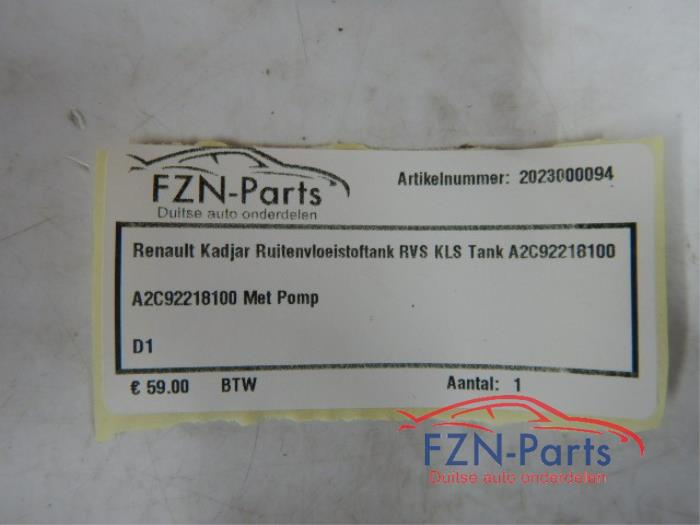 FZN-Parts
Duitse auto onderdelen
Artikelnummer: 2023000094
Renault Kadjar Ruitenvloeistoftank RVS KLS Tank A2C92218100
A2C92218100 Met Pomp
D1
€ 59.00 BTW Aantal: 1
FZN-Parts
Duitse auto onderdelen